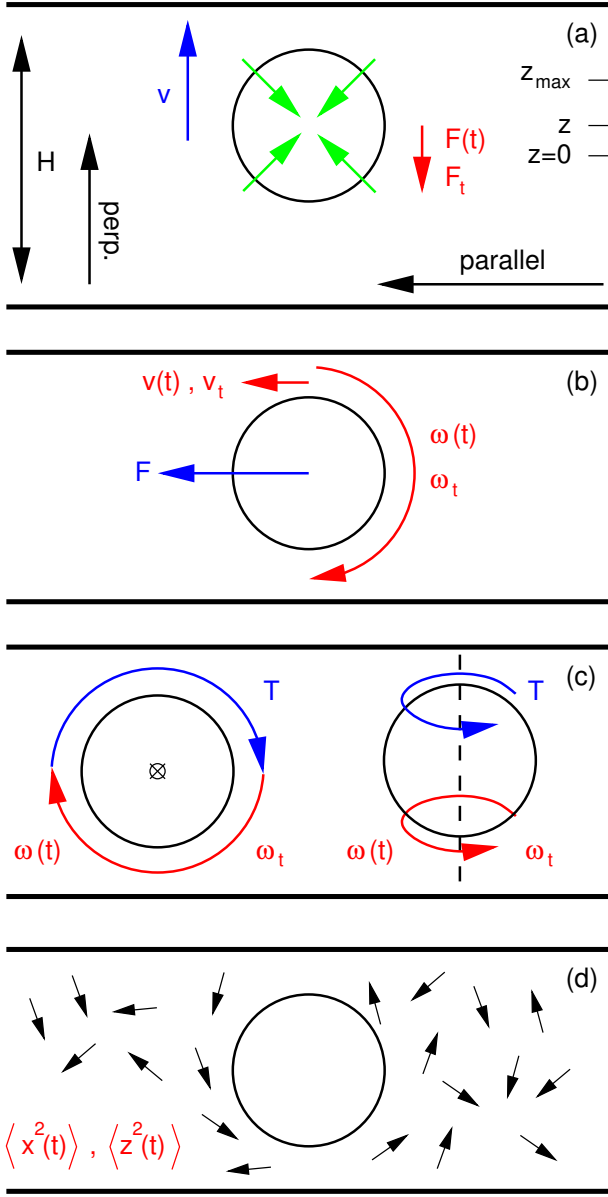 (a)
z_max
v
z
F(t)
z=0
H
F_t
perp.
parallel
(b)
v(t) , v_t
ω(t)
F
ω_t
(c)
T
T
ω(t)
ω_t
ω(t)
ω_t
(d)
⟨x²(t)⟩ , ⟨z²(t)⟩